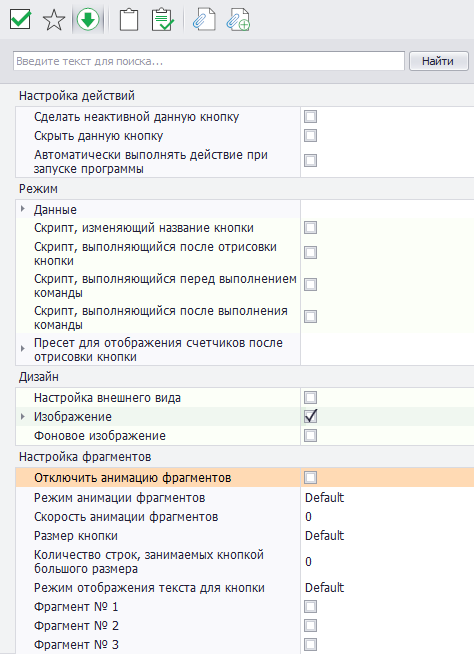 Введите текст для поиска...
Найти
Настройка действий
Сделать неактивной данную кнопку
Скрыть данную кнопку
Автоматически выполнять действие при
запуске программы
Режим
Данные
Скрипт, изменяющий название кнопки
Скрипт, выполняющийся после отрисовки
кнопки
Скрипт, выполняющийся перед выполнением
команды
Скрипт, выполняющийся после выполнения
команды
Пресет для отображения счетчиков после
отрисовки кнопки
Дизайн
Настройка внешнего вида
Изображение
Фоновое изображение
Настройка фрагментов
Отключить анимацию фрагментов
Режим анимации фрагментов Default
Скорость анимации фрагментов 0
Размер кнопки Default
Количество строк, занимаемых кнопкой
большого размера 0
Режим отображения текста для кнопки Default
Фрагмент № 1
Фрагмент № 2
Фрагмент № 3